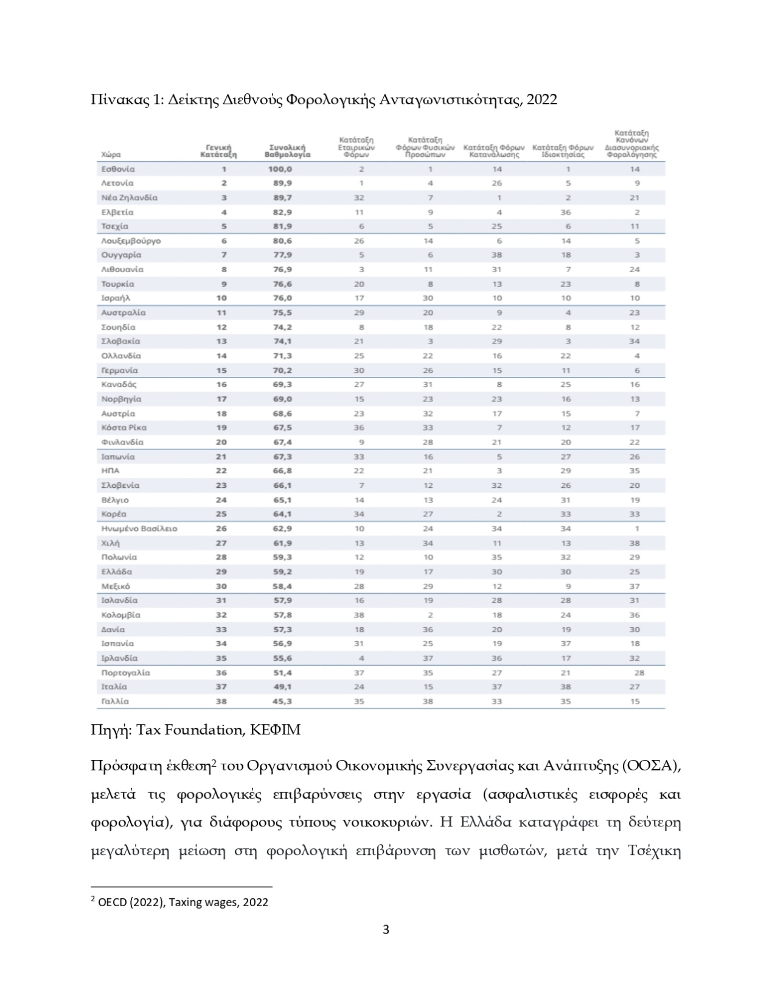 Πίνακας 1: Δείκτης Διεθνούς Φορολογικής Ανταγωνιστικότητας, 2022
Χώρα Γενική Κατάταξη Συνολική Βαθμολογία Κατάταξη Εταιρικών Φόρων Κατάταξη Φόρων Φυσικών Προσώπων Κατάταξη Φόρων Κατανάλωσης Κατάταξη Φόρων Ιδιοκτησίας Κατάταξη Κανόνων Διασυνοριακής Φορολόγησης
Εσθονία 1 100,0 2 1 14 1 14
Λετονία 2 89,9 1 4 26 5 9
Νέα Ζηλανδία 3 89,7 32 7 1 2 21
Ελβετία 4 82,9 11 9 4 36 2
Τσεχία 5 81,9 6 5 25 6 11
Λουξεμβούργο 6 80,6 26 14 6 14 5
Ουγγαρία 7 77,9 5 6 38 18 3
Λιθουανία 8 76,9 3 11 31 7 24
Τουρκία 9 76,6 20 8 13 23 8
Ισραήλ 10 76,0 17 30 10 10 10
Αυστραλία 11 75,5 29 20 9 4 23
Σουηδία 12 74,2 8 18 22 8 12
Σλοβακία 13 74,1 21 3 29 3 34
Ολλανδία 14 71,3 25 22 16 22 4
Γερμανία 15 70,2 30 26 15 11 6
Καναδάς 16 69,3 27 31 8 25 16
Νορβηγία 17 69,0 15 23 23 16 13
Αυστρία 18 68,6 23 32 17 15 7
Κόστα Ρίκα 19 67,5 36 33 7 12 17
Φινλανδία 20 67,4 9 28 21 20 22
Ιαπωνία 21 67,3 33 16 5 27 26
ΗΠΑ 22 66,8 22 21 3 29 35
Σλοβενία 23 66,1 7 12 32 26 20
Βέλγιο 24 65,1 14 13 24 31 19
Κορέα 25 64,1 34 27 2 33 33
Ηνωμένο Βασίλειο 26 62,9 10 24 34 34 1
Χιλή 27 61,9 13 34 11 13 38
Πολωνία 28 59,3 12 10 35 32 29
Ελλάδα 29 59,2 19 17 30 30 25
Μεξικό 30 58,4 28 29 12 9 37
Ισλανδία 31 57,9 16 19 28 28 31
Κολομβία 32 57,8 38 2 18 24 36
Δανία 33 57,3 18 36 20 19 30
Ισπανία 34 56,9 31 25 19 37 18
Ιρλανδία 35 55,6 4 37 36 17 32
Πορτογαλία 36 51,4 37 35 27 21 28
Ιταλία 37 49,1 24 15 37 38 27
Γαλλία 38 45,3 35 38 33 35 15
Πηγή: Tax Foundation, ΚΕΦΙΜ
Πρόσφατη έκθεση2 του Οργανισμού Οικονομικής Συνεργασίας και Ανάπτυξης (ΟΟΣΑ),
μελετά τις φορολογικές επιβαρύνσεις στην εργασία (ασφαλιστικές εισφορές και
φορολογία), για διάφορους τύπους νοικοκυριών. Η Ελλάδα καταγράφει τη δεύτερη
μεγαλύτερη μείωση στη φορολογική επιβάρυνση των μισθωτών, μετά την Τσέχικη
2 OECD (2022), Taxing wages, 2022
3